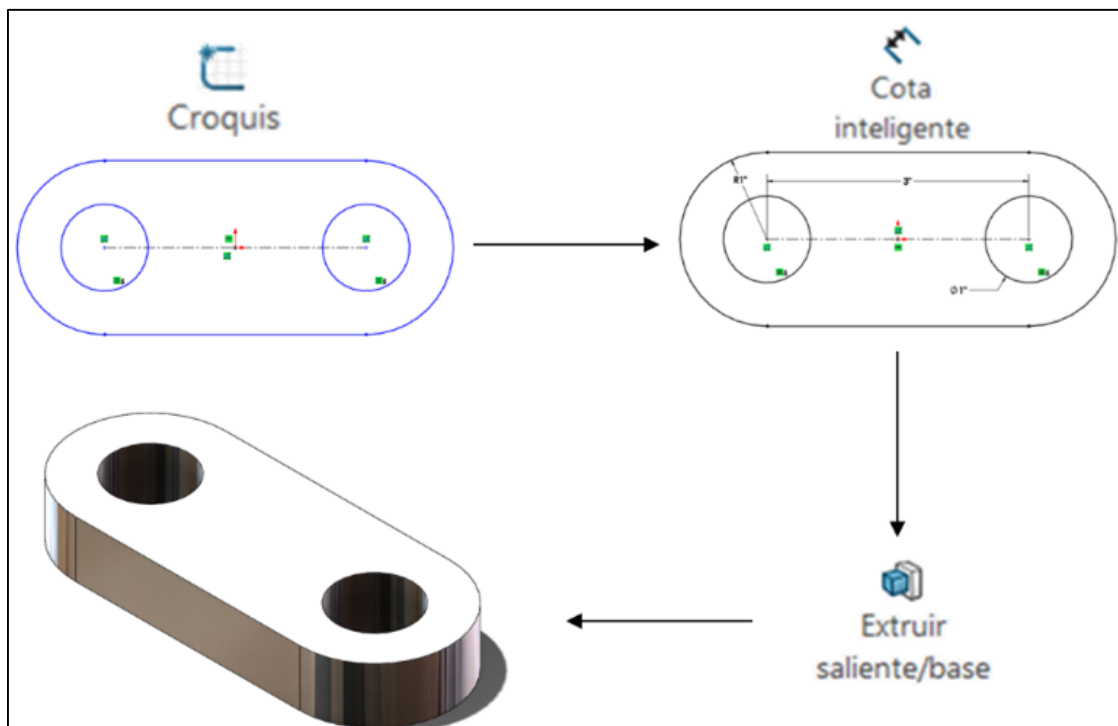 Croquis
Cota
inteligente
R1"
3"
Ø1"
Extruir
saliente/base